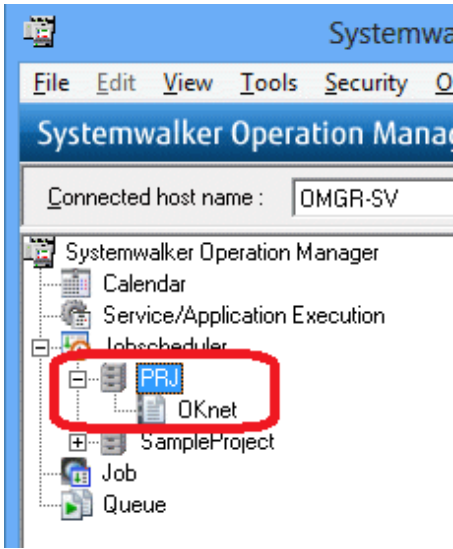 Systemwa
File Edit View Tools Security O
Systemwalker Operation Manag
Connected host name : OMGR-SV
Systemwalker Operation Manager
Calendar
Service/Application Execution
Jobscheduler
PRJ
OKnet
SampleProject
Job
Queue